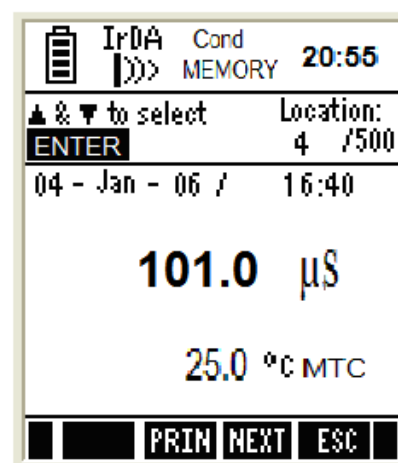 IrDA Cond 20:55
MEMORY
▲ & ▼ to select Location:
ENTER 4 /500
04 - Jan - 06 / 16:40
101.0 µS
25.0 ºC MTC
PRIN NEXT ESC